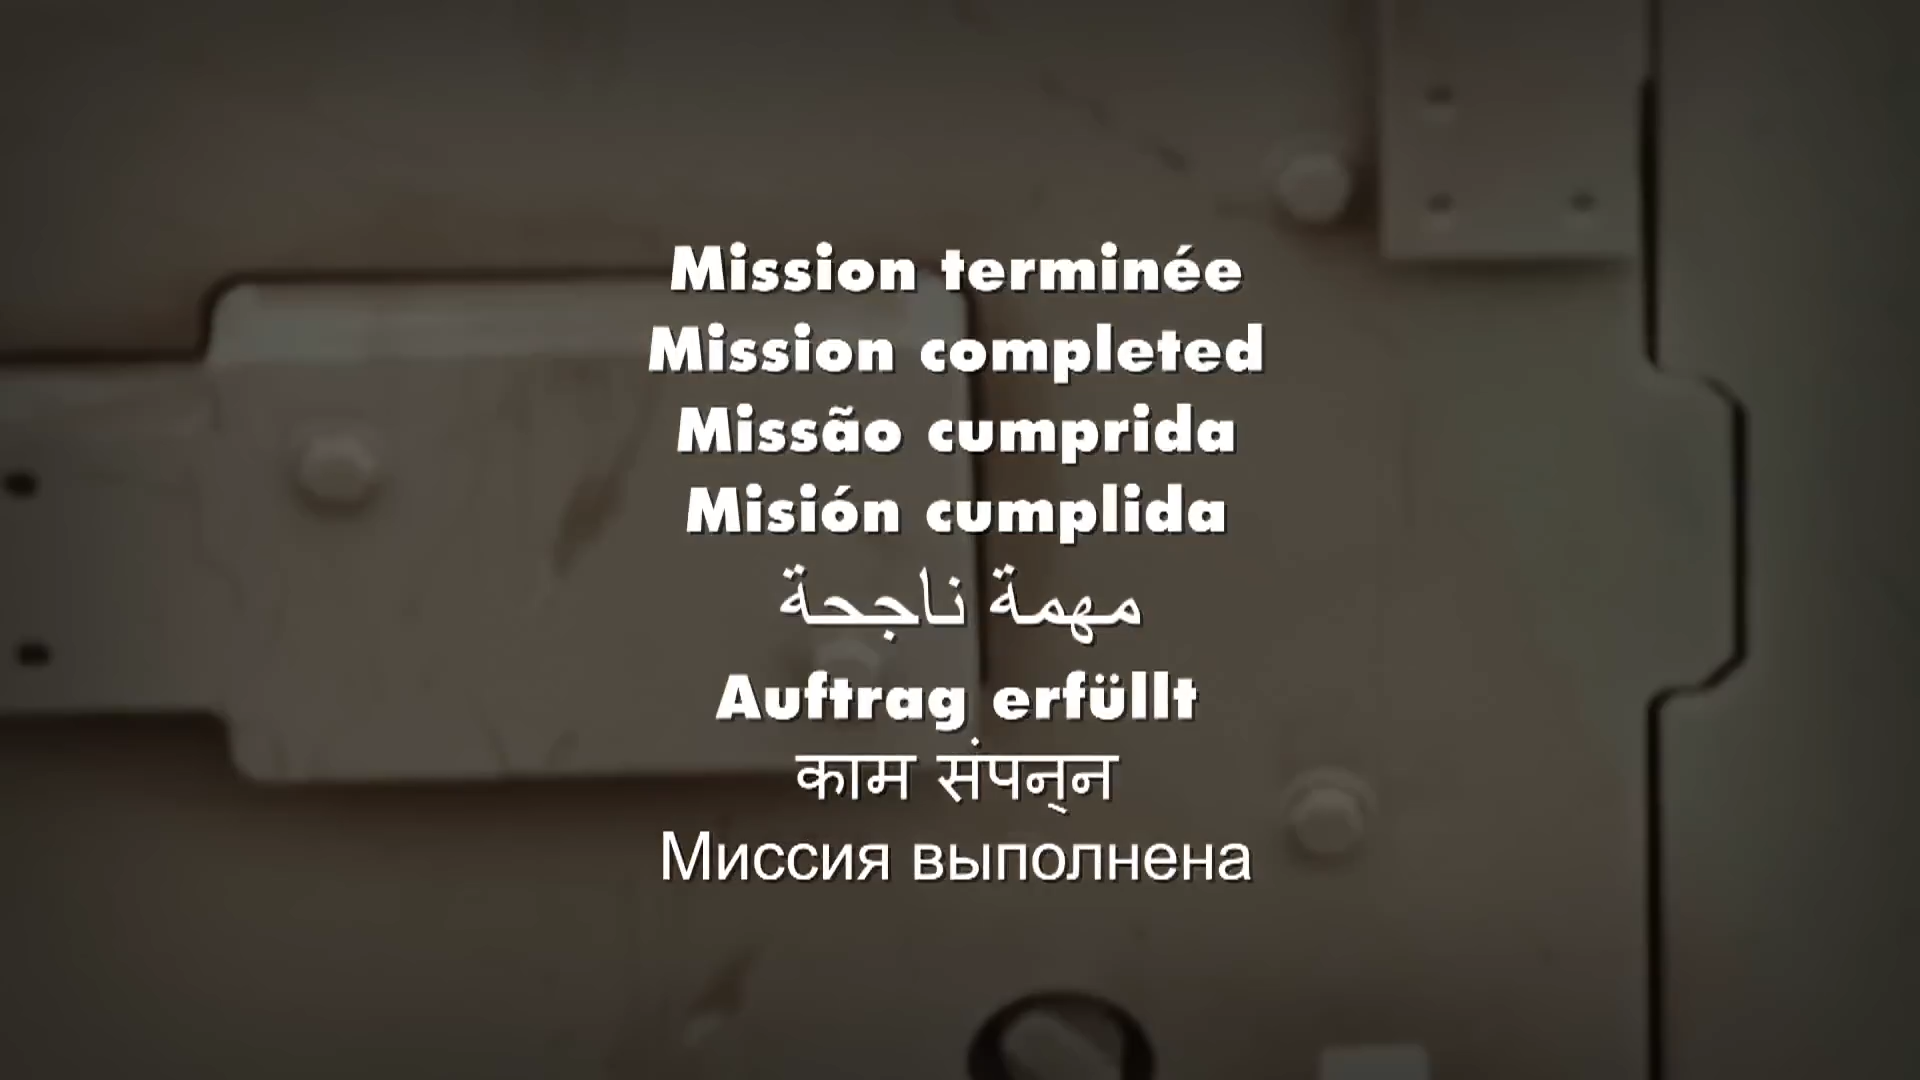 Mission terminée
Mission completed
Missão cumprida
Misión cumplida
مهمة ناجحة
Auftrag erfüllt
काम संपन्‌न
Миссия выполнена